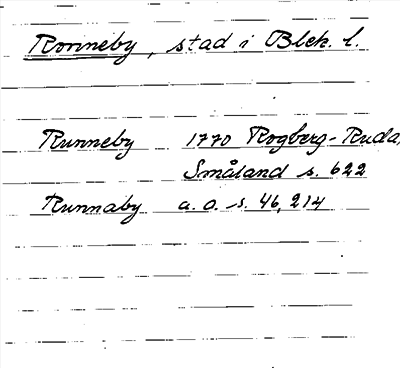 Ronneby, stad i Blek. l.
Runneby 1770 Rogberg-Ruda,
Småland s. 622
Runnaby a. a. s. 46, 214